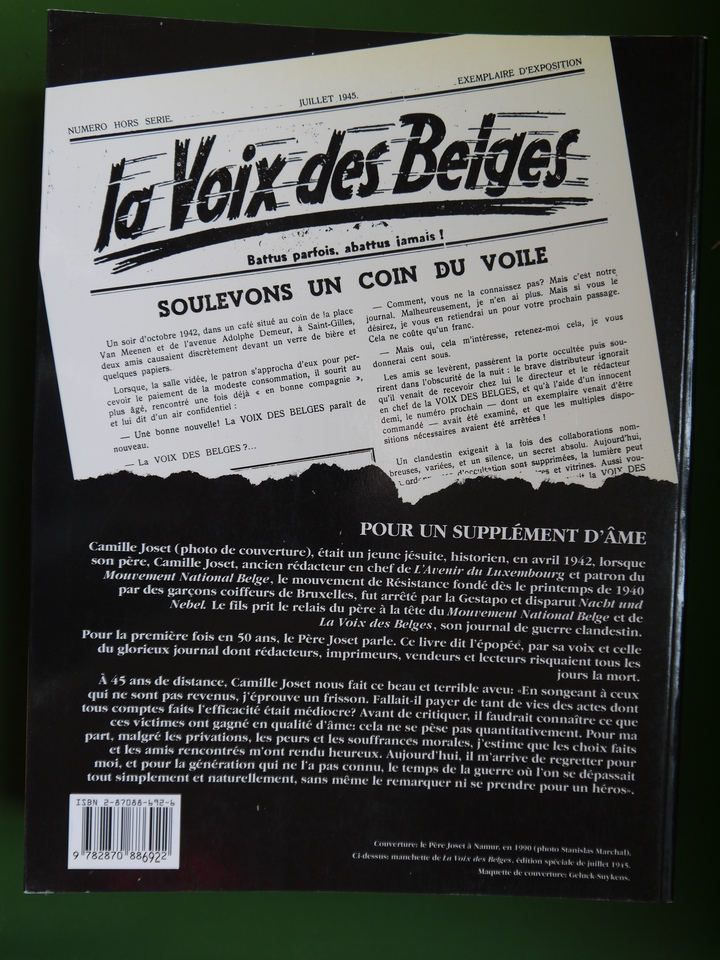 NUMERO HORS SERIE.
JUILLET 1945.
EXEMPLAIRE D'EXPOSITION
la Voix des Belges
Battus parfois, abattus jamais !
SOULEVONS UN COIN DU VOILE
Un soir d'octobre 1942, dans un café situé au coin de la place
Van Meenen et de l'avenue Adolphe Demeur, à Saint-Gilles,
deux amis causaient discrètement devant un verre de bière et
quelques papiers.
Lorsque, la salle vidée, le patron s'approcha d'eux pour per-
cevoir le paiement de la modeste consommation, il sourit au
plus âgé, rencontré une fois déjà « en bonne compagnie »,
et lui dit d'un air confidentiel :
— Une bonne nouvelle! La VOIX DES BELGES paraît de
nouveau.
— La VOIX DES BELGES ?...
— Comment, vous ne la connaissez pas? Mais c'est notre
journal. Malheureusement, je n'en ai plus. Mais si vous le
désirez, je vous en retiendrai un pour votre prochain passage.
Cela ne coûte qu'un franc.
— Mais oui, cela m'intéresse, retenez-moi cela, je vous
donnerai cent sous.
Les amis se levèrent, passèrent la porte occultée puis sou-
rirent dans l'obscurité de la nuit : le brave distributeur ignorait
qu'il venait de recevoir chez lui le directeur et le rédacteur
en chef de la VOIX DES BELGES, et qu'à l'aide d'un innocent
demi, le numéro prochain — dont un exemplaire venait d'être
commandé — avait été examiné, et que les multiples dispo-
sitions nécessaires avaient été arrêtées !
Un clandestin exigeait à la fois des collaborations nom-
breuses, variées, et un silence, un secret absolu. Aujourd'hui,
d'occultation sont supprimées, la lumière peut
et vitrines. Aussi vou-
la VOIX DES
POUR UN SUPPLÉMENT D'ÂME
Camille Joset (photo de couverture), était un jeune jésuite, historien, en avril 1942, lorsque
son père, Camille Joset, ancien rédacteur en chef de L'Avenir du Luxembourg et patron du
Mouvement National Belge, le mouvement de Résistance fondé dès le printemps de 1940
par des garçons coiffeurs de Bruxelles, fut arrêté par la Gestapo et disparut Nacht und
Nebel. Le fils prit le relais du père à la tête du Mouvement National Belge et de
La Voix des Belges, son journal de guerre clandestin.
Pour la première fois en 50 ans, le Père Joset parle. Ce livre dit l'épopée, par sa voix et celle
du glorieux journal dont rédacteurs, imprimeurs, vendeurs et lecteurs risquaient tous les
jours la mort.
À 45 ans de distance, Camille Joset nous fait ce beau et terrible aveu: «En songeant à ceux
qui ne sont pas revenus, j'éprouve un frisson. Fallait-il payer de tant de vies des actes dont
tous comptes faits l'efficacité était médiocre? Avant de critiquer, il faudrait connaître ce que
ces victimes ont gagné en qualité d'âme: cela ne se pèse pas quantitativement. Pour ma
part, malgré les privations, les peurs et les souffrances morales, j'estime que les choix faits
et les amis rencontrés m'ont rendu heureux. Aujourd'hui, il m'arrive de regretter pour
moi, et pour la génération qui ne l'a pas connu, le temps de la guerre où l'on se dépassait
tout simplement et naturellement, sans même le remarquer ni se prendre pour un héros».
ISBN 2-87088-692-6
9 782870 886922
Couverture: le Père Joset à Namur, en 1990 (photo Stanislas Marchal).
Ci-dessus: manchette de La Voix des Belges, édition spéciale de juillet 1945.
Maquette de couverture: Geluck-Suykens.